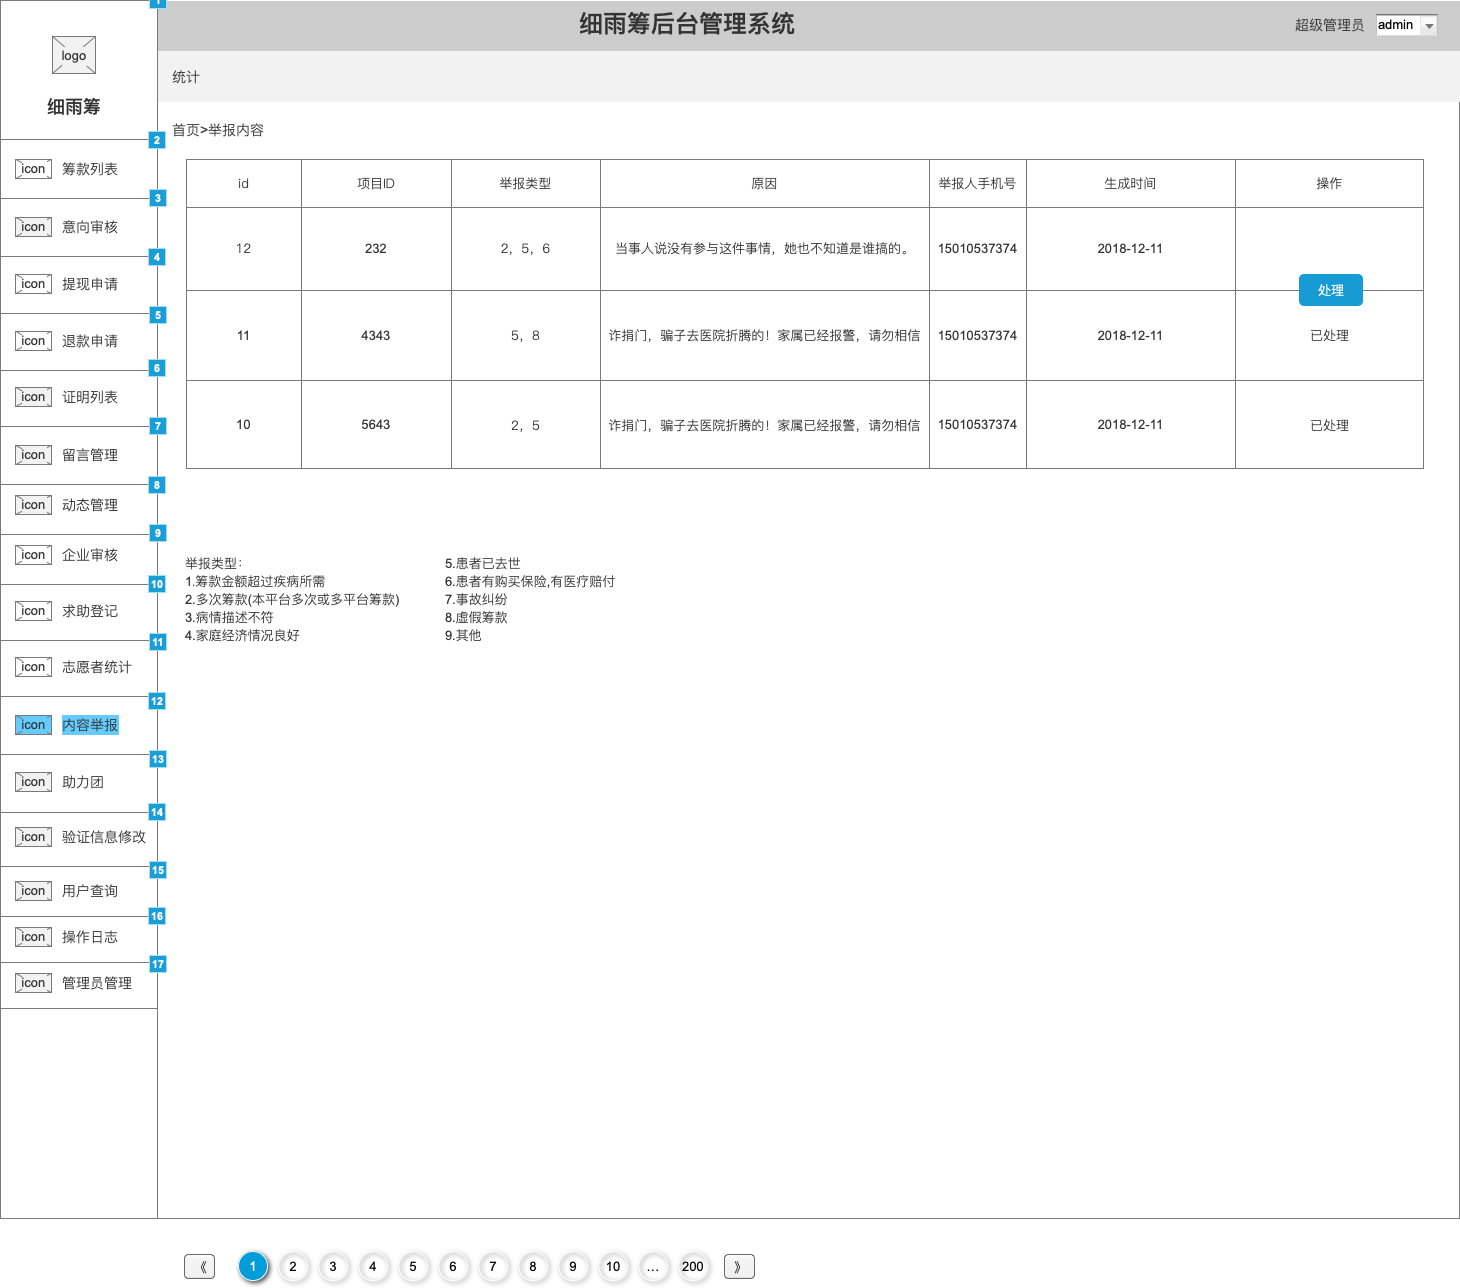 1
细雨筹后台管理系统
超级管理员 admin
logo
细雨筹
统计
首页>举报内容
2
icon 筹款列表
3
icon 意向审核
4
icon 提现申请
5
icon 退款申请
6
icon 证明列表
7
icon 留言管理
8
icon 动态管理
9
icon 企业审核
10
icon 求助登记
11
icon 志愿者统计
12
icon 内容举报
13
icon 助力团
14
icon 验证信息修改
15
icon 用户查询
16
icon 操作日志
17
icon 管理员管理
id 项目ID 举报类型 原因 举报人手机号 生成时间 操作
12 232 2，5，6 当事人说没有参与这件事情，她也不知道是谁搞的。 15010537374 2018-12-11
处理
11 4343 5，8 诈捐门，骗子去医院折腾的！家属已经报警，请勿相信 15010537374 2018-12-11 已处理
10 5643 2，5 诈捐门，骗子去医院折腾的！家属已经报警，请勿相信 15010537374 2018-12-11 已处理
举报类型：
1.筹款金额超过疾病所需
2.多次筹款(本平台多次或多平台筹款)
3.病情描述不符
4.家庭经济情况良好
5.患者已去世
6.患者有购买保险,有医疗赔付
7.事故纠纷
8.虚假筹款
9.其他
《 1 2 3 4 5 6 7 8 9 10 ... 200 》